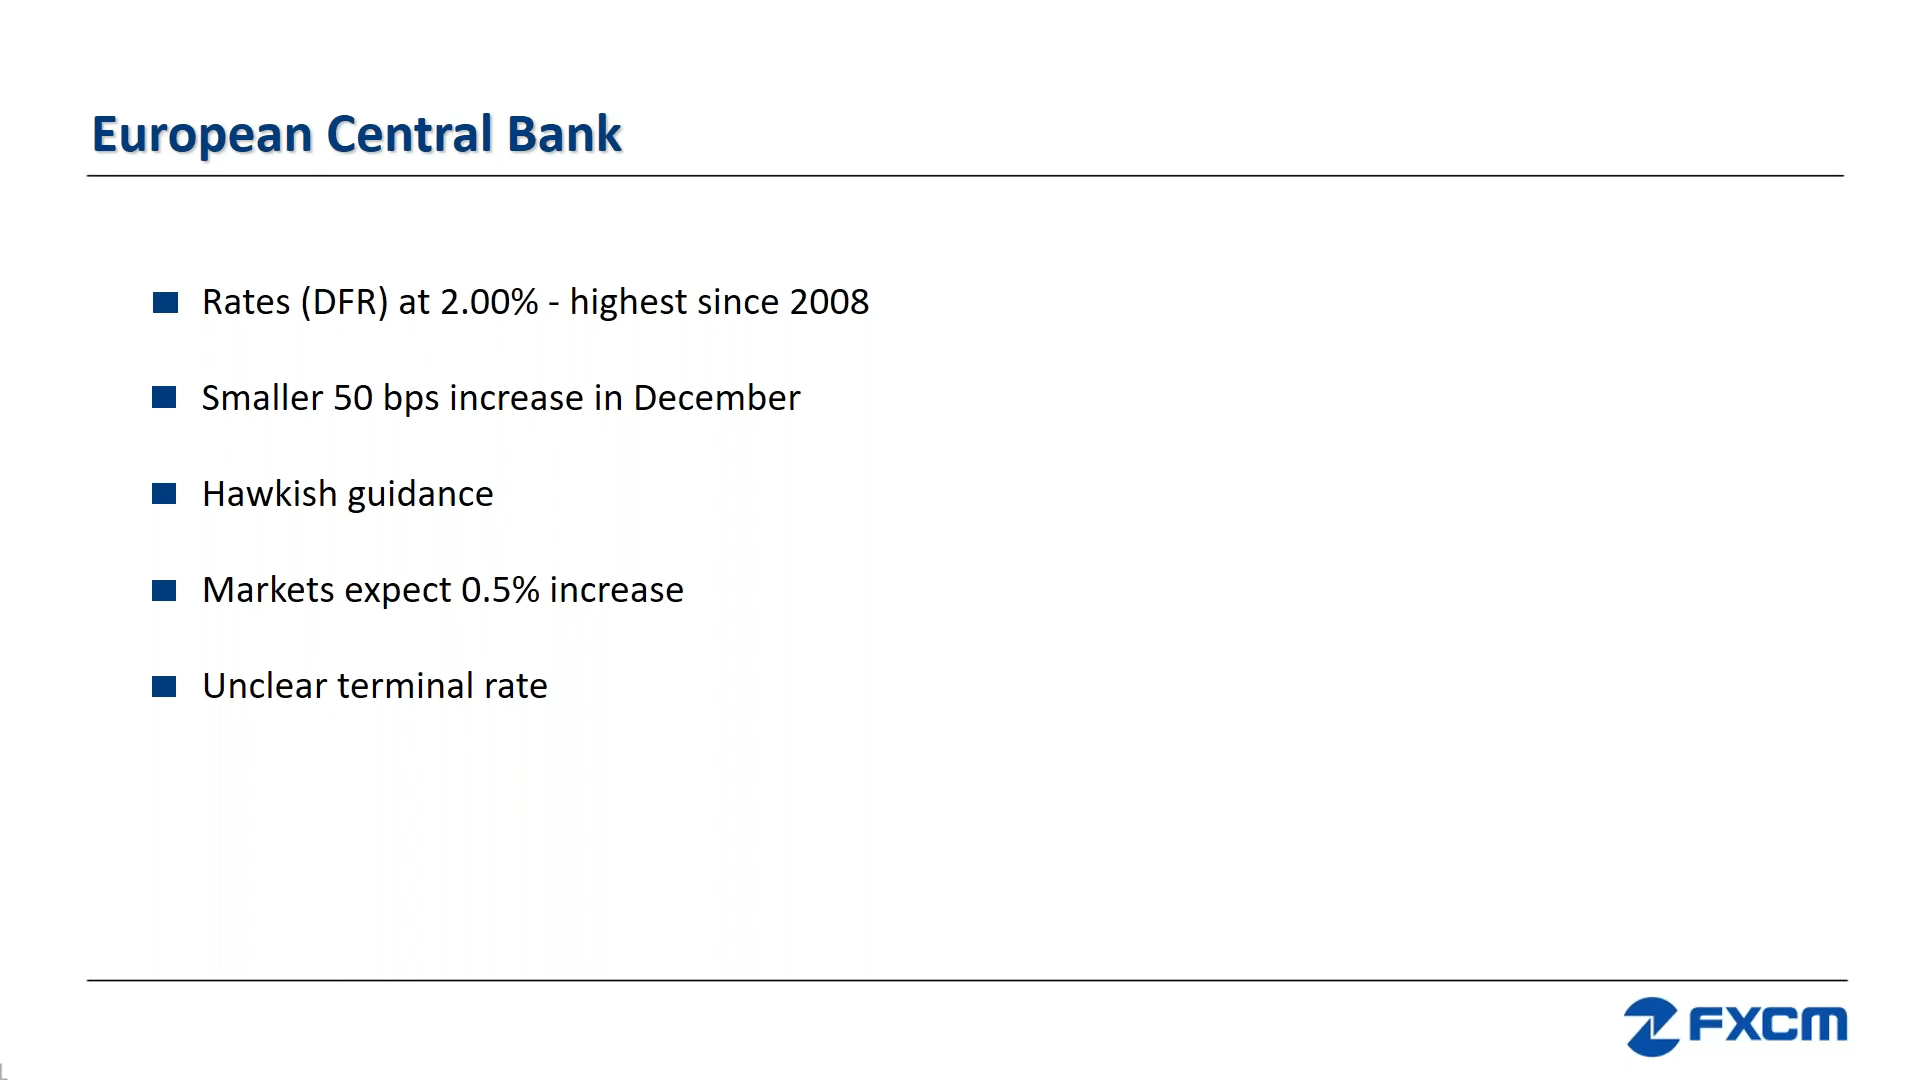 European Central Bank
Rates (DFR) at 2.00% - highest since 2008
Smaller 50 bps increase in December
Hawkish guidance
Markets expect 0.5% increase
Unclear terminal rate
FXCM